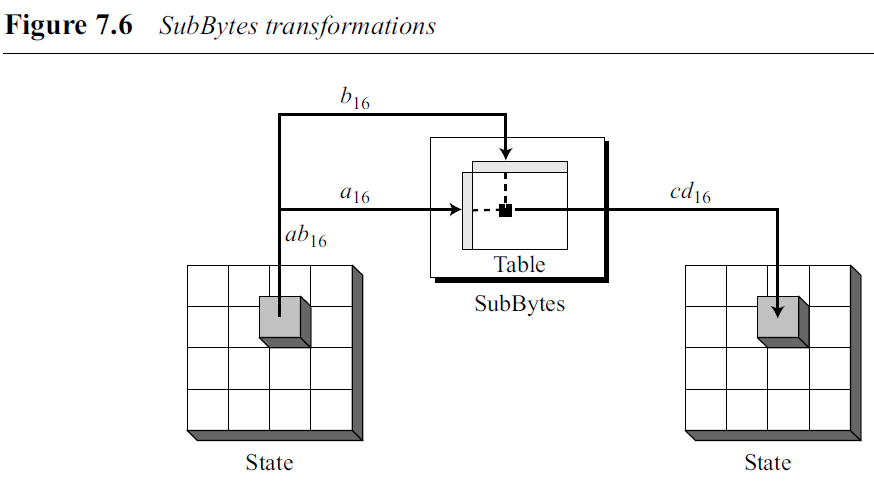 Figure 7.6 SubBytes transformations
b16
a16
cd16
ab16
Table
SubBytes
State
State